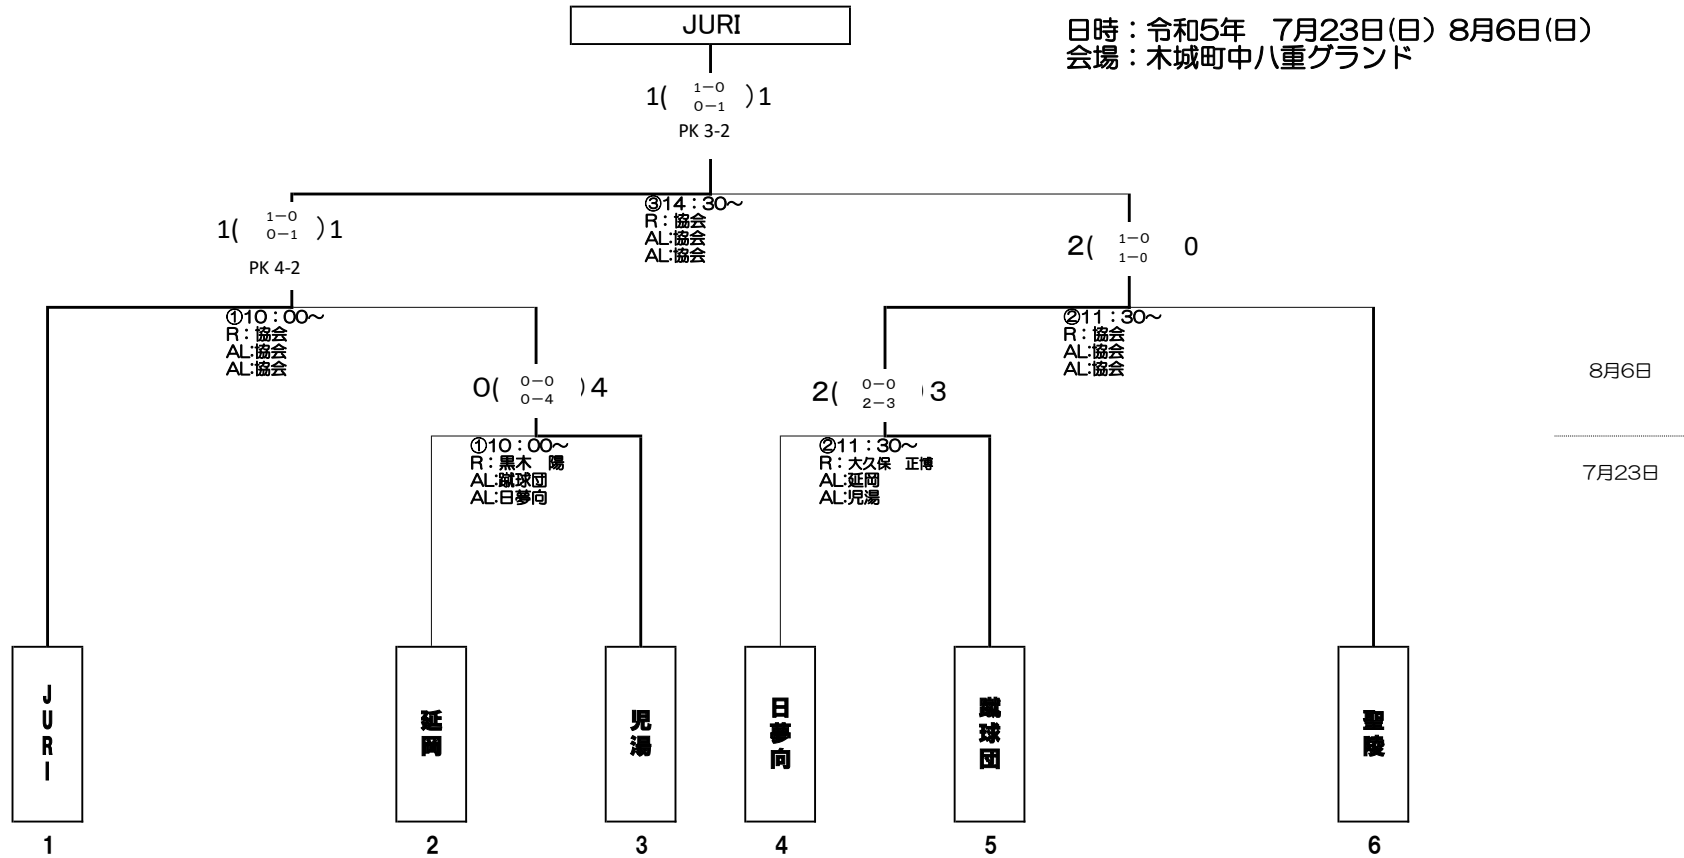 JURI
日時：令和5年　7月23日(日) 8月6日(日)
会場：木城町中八重グランド
1( 1－0 )1
0－1
PK 3-2
③14：30～
R：協会
AL:協会
AL:協会
1( 1－0 )1
0－1
PK 4-2
2( 1－0 0
1－0
①10：00～
R：協会
AL:協会
AL:協会
②11：30～
R：協会
AL:協会
AL:協会
8月6日
0( 0－0 )4
0－4
2( 0－0 )3
2－3
①10：00～
R：黒木　陽
AL:蹴球団
AL:日夢向
②11：30～
R：大久保　正博
AL:延岡
AL:児湯
7月23日
JURI
延岡
児湯
日夢向
蹴球団
聖陵
1
2
3
4
5
6